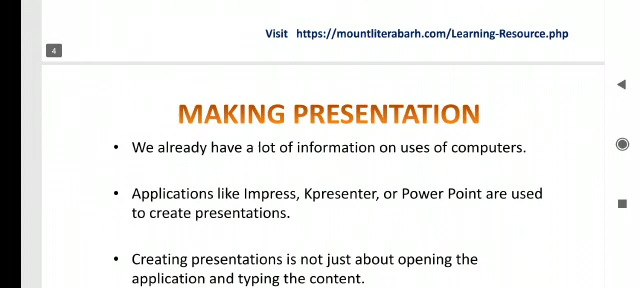 Visit https://mountliterabarh.com/Learning-Resource.php
4
MAKING PRESENTATION
• We already have a lot of information on uses of computers.
• Applications like Impress, Kpresenter, or Power Point are used
to create presentations.
• Creating presentations is not just about opening the
application and typing the content.